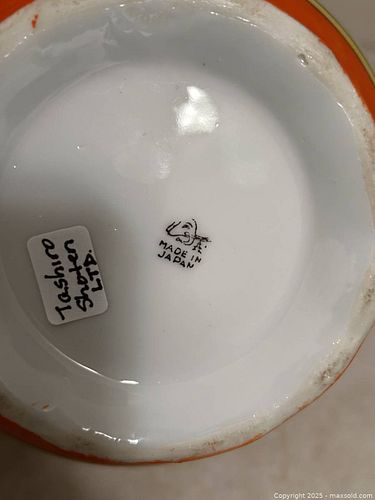 Tashiro
Shoten
LTD.
MADE IN
JAPAN
Copyright © 2025 - maxsold.com